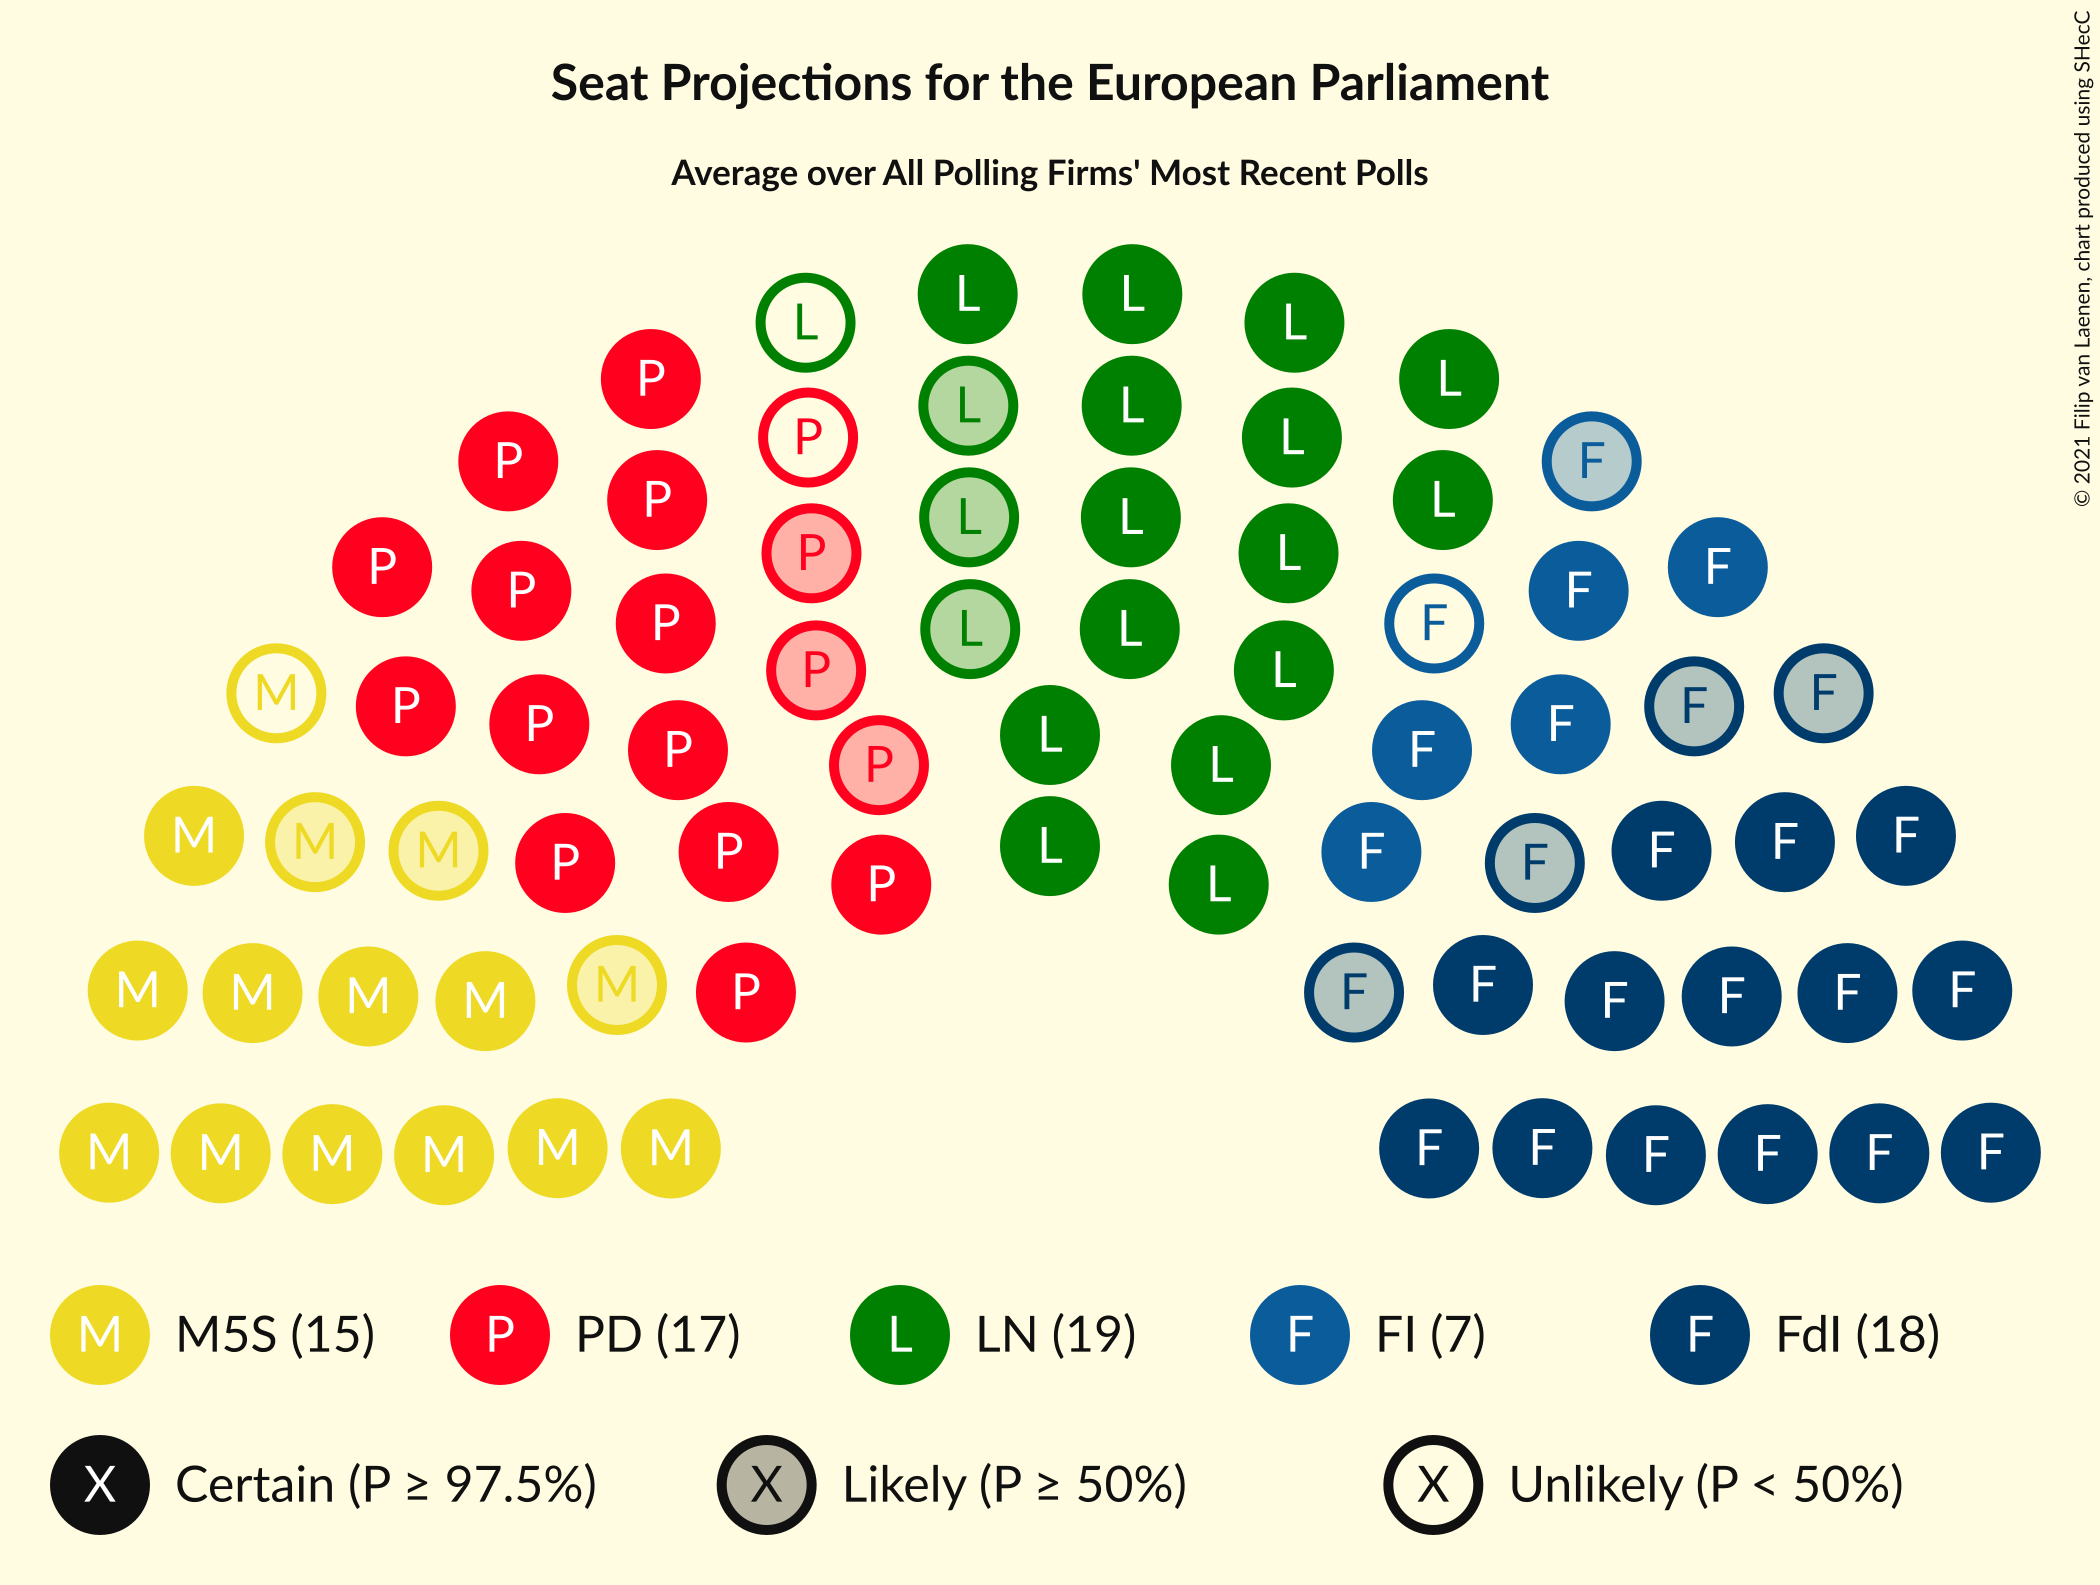 Seat Projections for the European Parliament
Average over All Polling Firms' Most Recent Polls
© 2021 Filip van Laenen, chart produced using SHecC
L L
L L
P L L
L L
P P L
P F
P L L
P P L
P L F F
P P F
P L L F
M P P L F F
P P F F
L
P L
M M M P P P L F F F F F
P L
M M M M M P F F F F F F
M M M M M M F F F F F F
M M5S (15) P PD (17) L LN (19) F FI (7) F FdI (18)
X Certain (P ≥ 97.5%) X Likely (P ≥ 50%) X Unlikely (P < 50%)